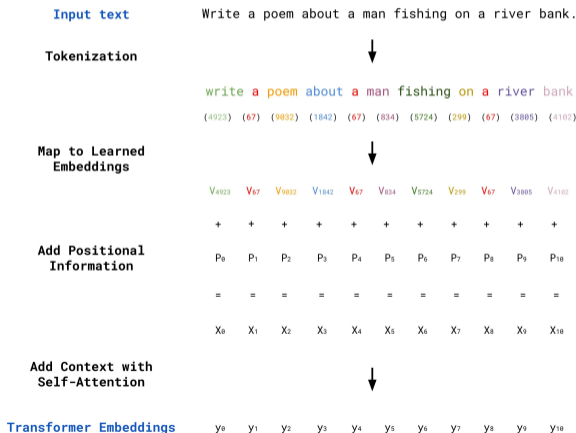 Input text
Write a poem about a man fishing on a river bank.
Tokenization
write a poem about a man fishing on a river bank
(4923) (67) (9032) (1842) (67) (834) (5724) (299) (67) (3805) (4102)
Map to Learned
Embeddings
V4923 V67 V9032 V1842 V67 V834 V5724 V299 V67 V3805 V4102
+ + + + + + + + + + +
Add Positional
Information
P0 P1 P2 P3 P4 P5 P6 P7 P8 P9 P10
= = = = = = = = = = =
X0 X1 X2 X3 X4 X5 X6 X7 X8 X9 X10
Add Context with
Self-Attention
Transformer Embeddings
y0 y1 y2 y3 y4 y5 y6 y7 y8 y9 y10